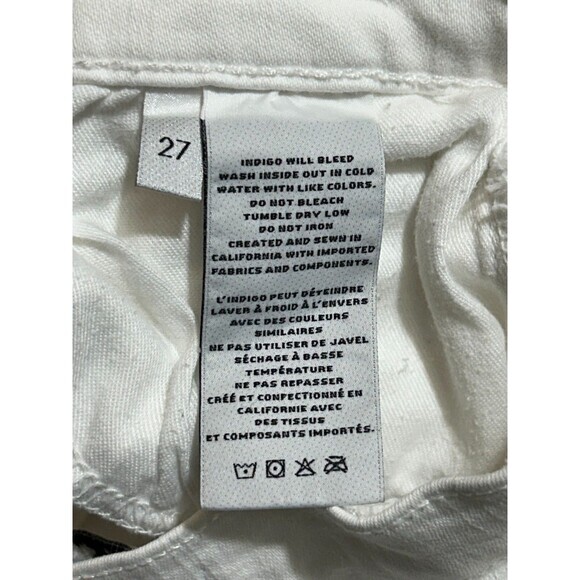 27
INDIGO WILL BLEED
WASH INSIDE OUT IN COLD
WATER WITH LIKE COLORS.
DO NOT BLEACH
TUMBLE DRY LOW
DO NOT IRON
CREATED AND SEWN IN
CALIFORNIA WITH IMPORTED
FABRICS AND COMPONENTS.
L'INDIGO PEUT DÉTEINDRE
LAVER À FROID À L'ENVERS
AVEC DES COULEURS
SIMILAIRES
NE PAS UTILISER DE JAVEL
SÉCHAGE À BASSE
TEMPÉRATURE
NE PAS REPASSER
CRÉÉ ET CONFECTIONNÉ EN
CALIFORNIE AVEC
DES TISSUS
ET COMPOSANTS IMPORTÉS.